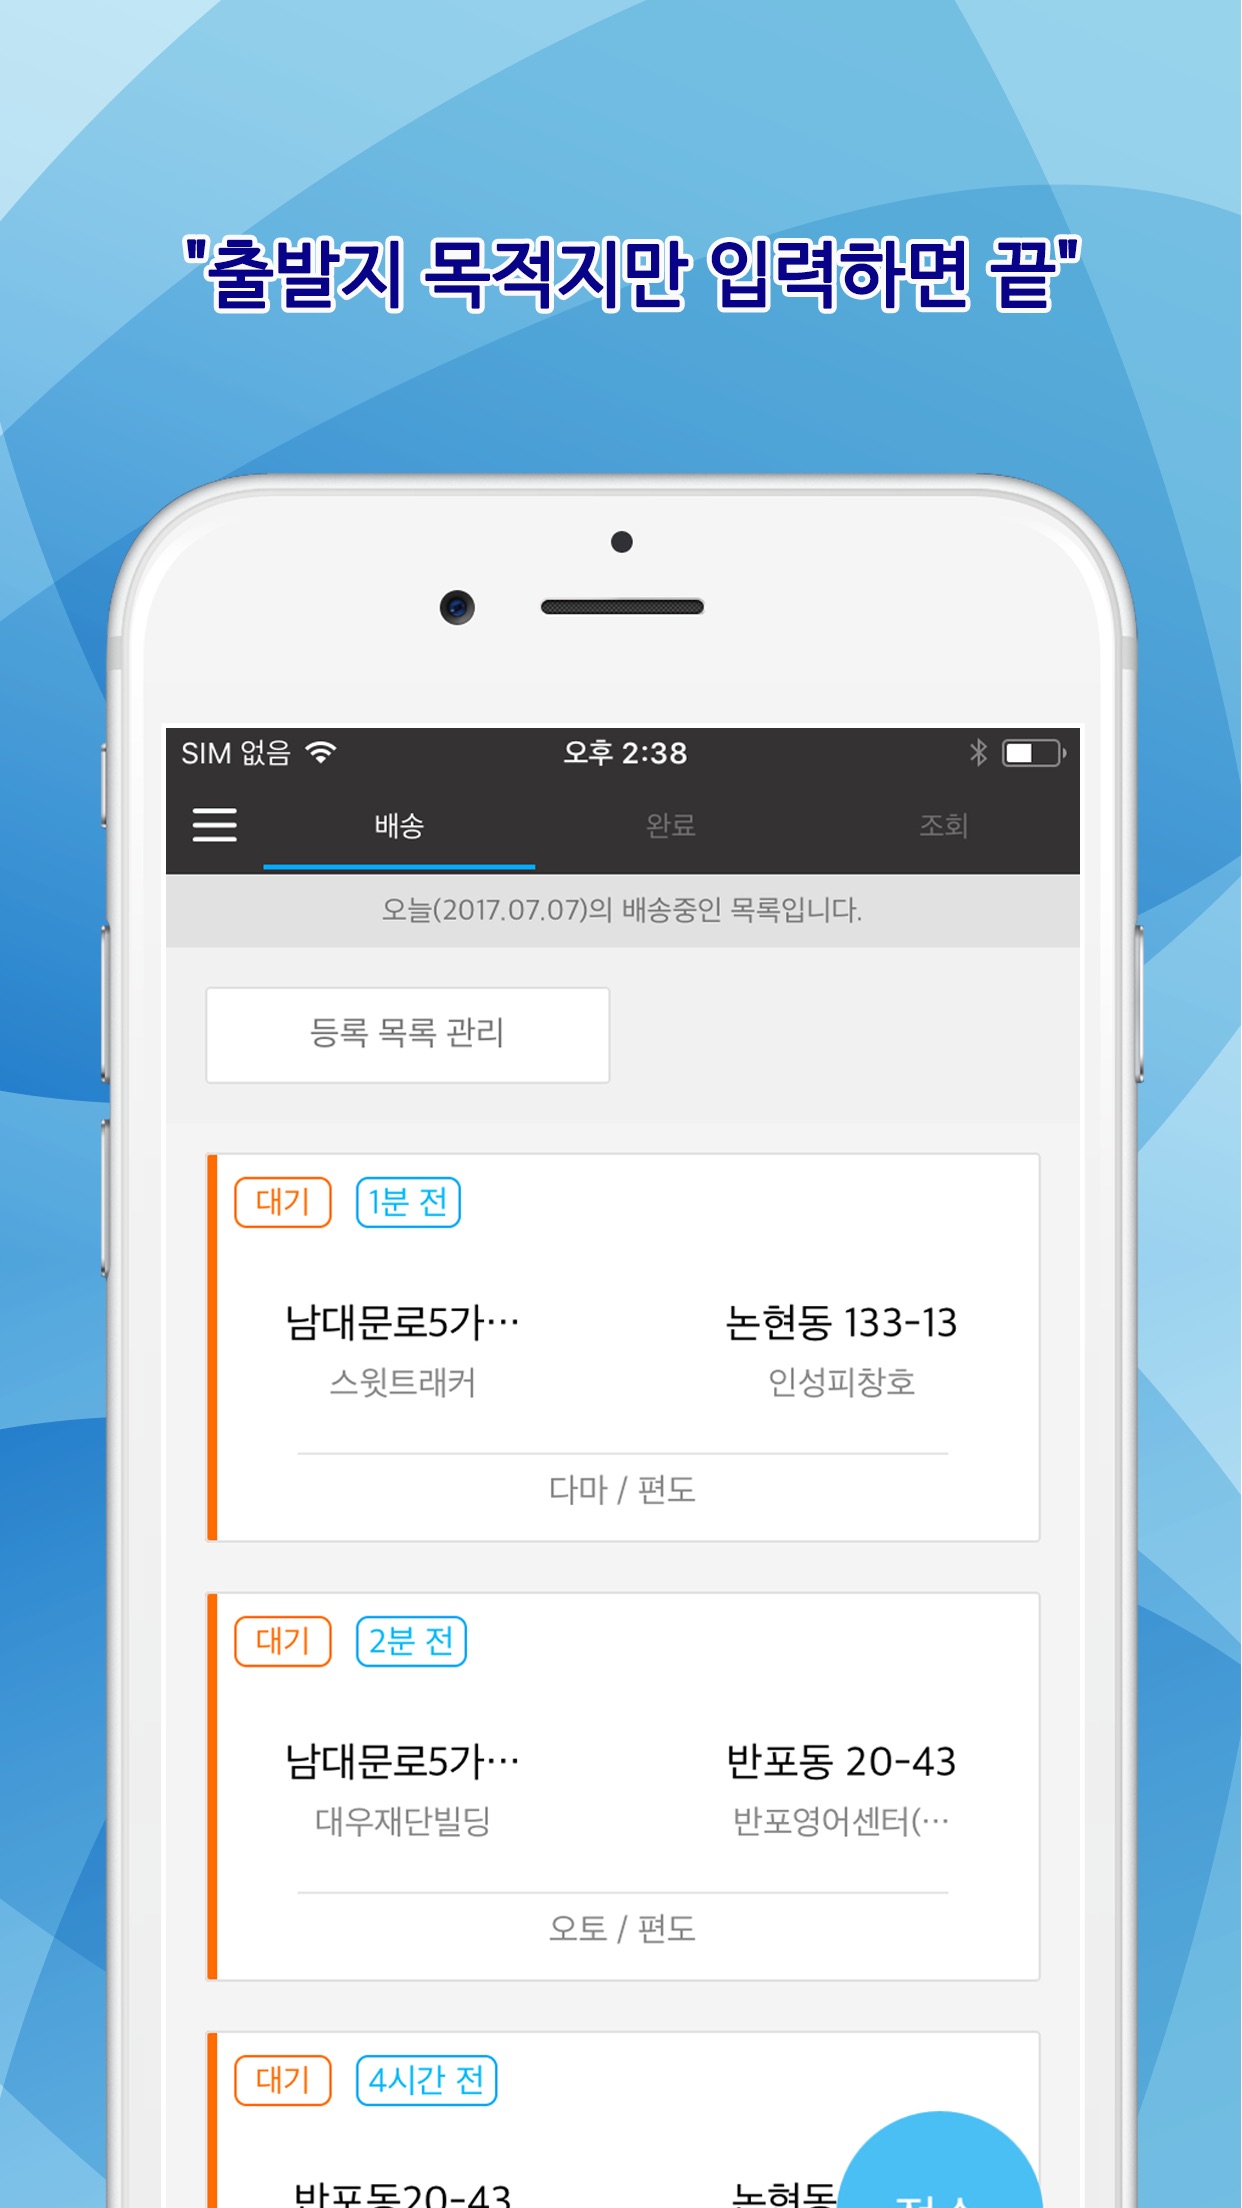 "출발지 목적지만 입력하면 끝"
SIM 없음 오후 2:38
배송 완료 조회
오늘(2017.07.07)의 배송중인 목록입니다.
등록 목록 관리
대기 1분 전
남대문로5가··· 논현동 133-13
스윗트래커 인성피창호
다마 / 편도
대기 2분 전
남대문로5가··· 반포동 20-43
대우재단빌딩 반포영어센터(···
오토 / 편도
대기 4시간 전
반포동20-43 논현동